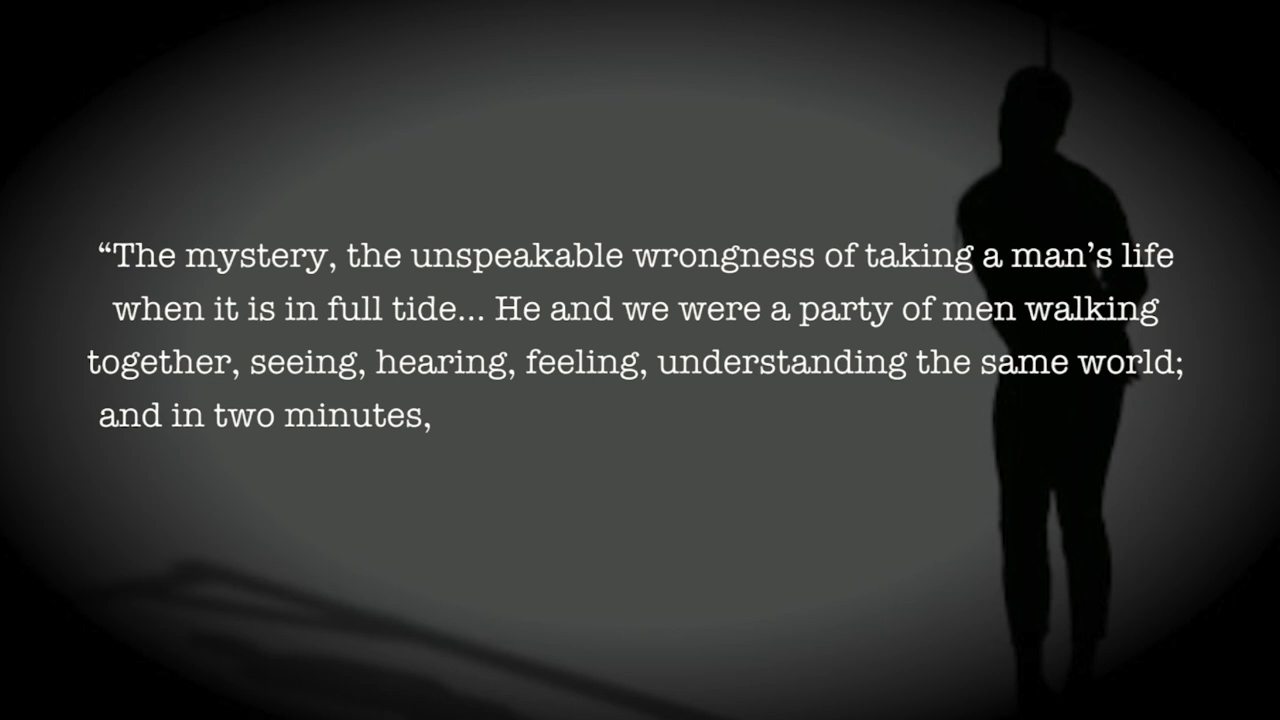 “The mystery, the unspeakable wrongness of taking a man’s life
when it is in full tide... He and we were a party of men walking
together, seeing, hearing, feeling, understanding the same world;
and in two minutes,